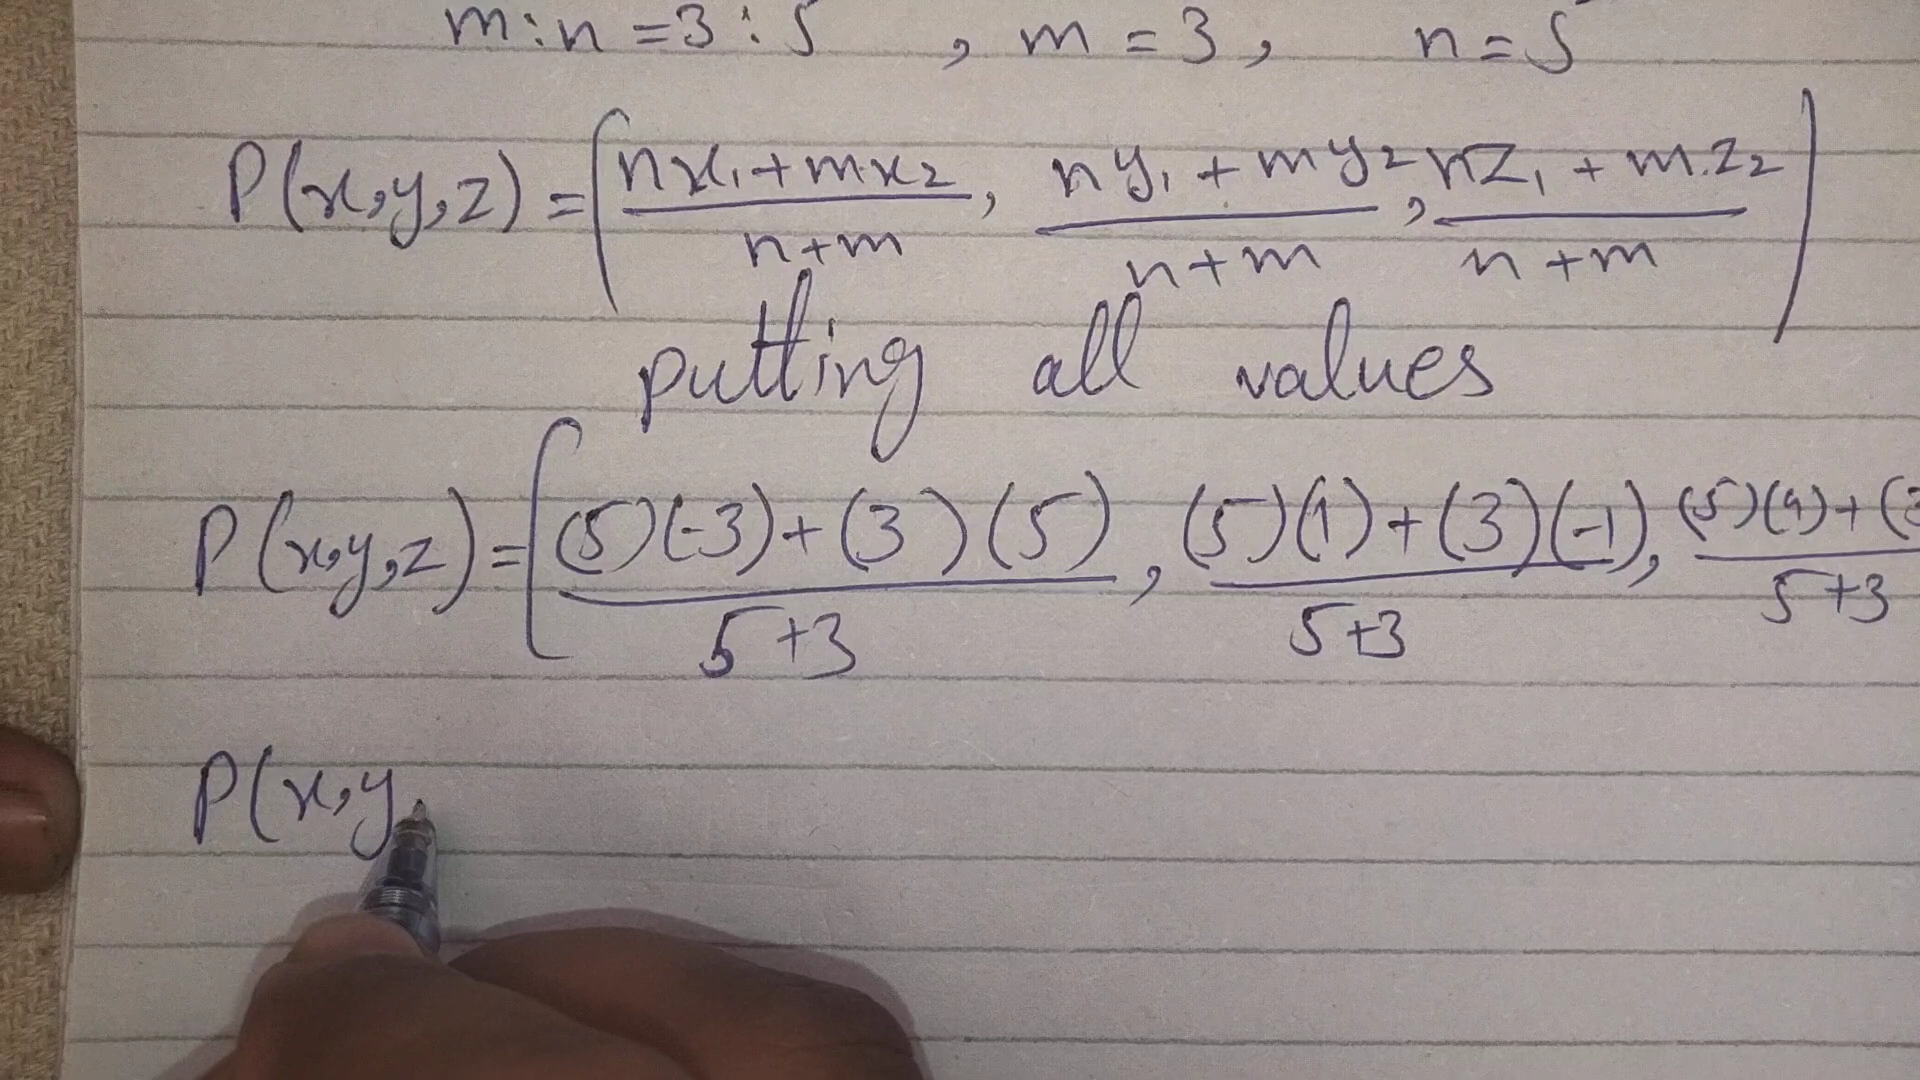 m:n=3:5 , m=3, n=5
P(x,y,z)=(nx₁+mx₂/n+m, ny₁+my₂/n+m, nz₁+m.z₂/n+m)
putting all values
P(x,y,z)=[(5)(-3)+(3)(5)/5+3, (5)(1)+(3)(-1)/5+3, (5)(4)+(3/5+3
P(x,y,